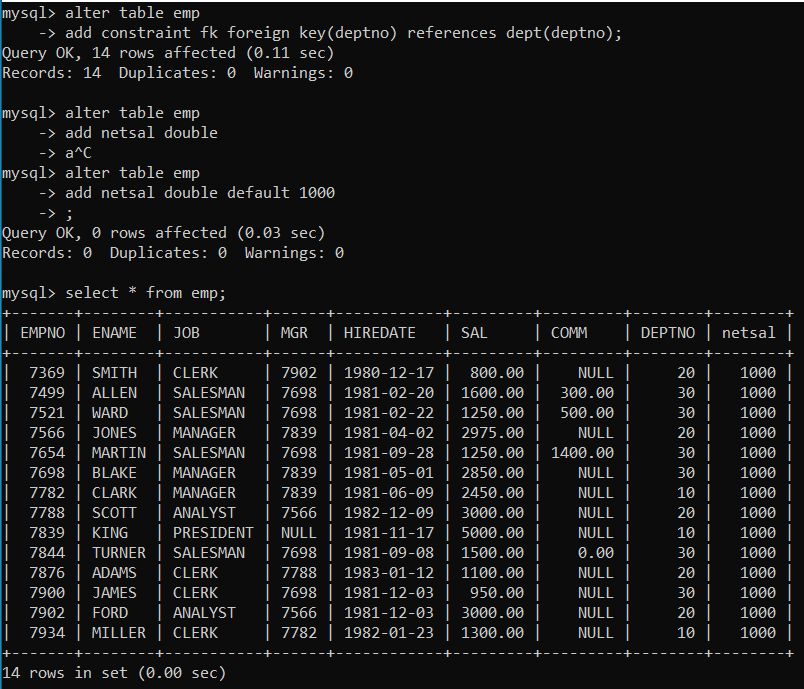 mysql> alter table emp
    -> add constraint fk foreign key(deptno) references dept(deptno);
Query OK, 14 rows affected (0.11 sec)
Records: 14  Duplicates: 0  Warnings: 0

mysql> alter table emp
    -> add netsal double
    -> a^C
mysql> alter table emp
    -> add netsal double default 1000
    -> ;
Query OK, 0 rows affected (0.03 sec)
Records: 0  Duplicates: 0  Warnings: 0

mysql> select * from emp;
+-------+--------+-----------+------+------------+---------+---------+--------+--------+
| EMPNO | ENAME  | JOB       | MGR  | HIREDATE   | SAL     | COMM    | DEPTNO | netsal |
+-------+--------+-----------+------+------------+---------+---------+--------+--------+
|  7369 | SMITH  | CLERK     | 7902 | 1980-12-17 |  800.00 |    NULL |     20 |   1000 |
|  7499 | ALLEN  | SALESMAN  | 7698 | 1981-02-20 | 1600.00 |  300.00 |     30 |   1000 |
|  7521 | WARD   | SALESMAN  | 7698 | 1981-02-22 | 1250.00 |  500.00 |     30 |   1000 |
|  7566 | JONES  | MANAGER   | 7839 | 1981-04-02 | 2975.00 |    NULL |     20 |   1000 |
|  7654 | MARTIN | SALESMAN  | 7698 | 1981-09-28 | 1250.00 | 1400.00 |     30 |   1000 |
|  7698 | BLAKE  | MANAGER   | 7839 | 1981-05-01 | 2850.00 |    NULL |     30 |   1000 |
|  7782 | CLARK  | MANAGER   | 7839 | 1981-06-09 | 2450.00 |    NULL |     10 |   1000 |
|  7788 | SCOTT  | ANALYST   | 7566 | 1982-12-09 | 3000.00 |    NULL |     20 |   1000 |
|  7839 | KING   | PRESIDENT | NULL | 1981-11-17 | 5000.00 |    NULL |     10 |   1000 |
|  7844 | TURNER | SALESMAN  | 7698 | 1981-09-08 | 1500.00 |    0.00 |     30 |   1000 |
|  7876 | ADAMS  | CLERK     | 7788 | 1983-01-12 | 1100.00 |    NULL |     20 |   1000 |
|  7900 | JAMES  | CLERK     | 7698 | 1981-12-03 |  950.00 |    NULL |     30 |   1000 |
|  7902 | FORD   | ANALYST   | 7566 | 1981-12-03 | 3000.00 |    NULL |     20 |   1000 |
|  7934 | MILLER | CLERK     | 7782 | 1982-01-23 | 1300.00 |    NULL |     10 |   1000 |
+-------+--------+-----------+------+------------+---------+---------+--------+--------+
14 rows in set (0.00 sec)